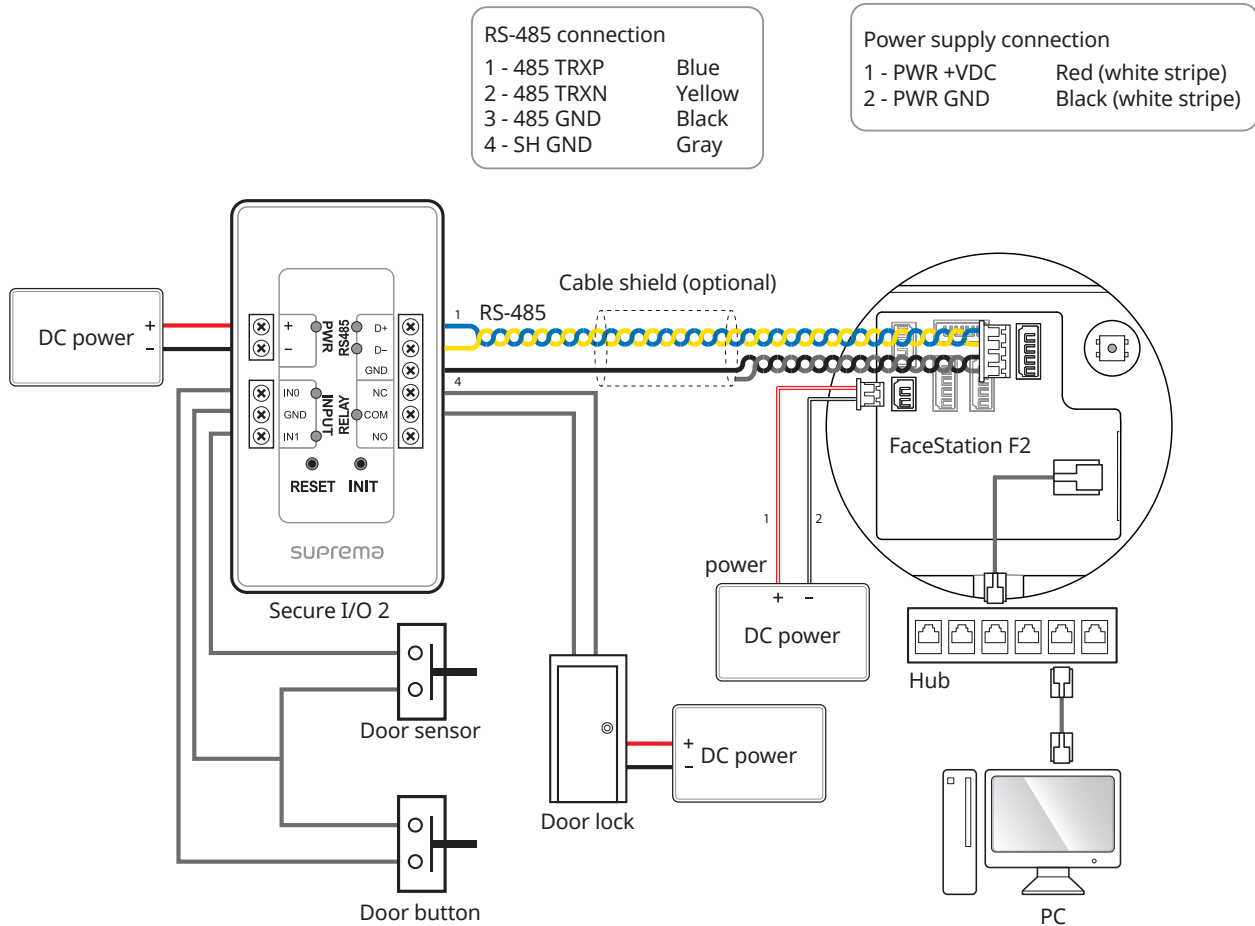 RS-485 connection
1 - 485 TRXP Blue
2 - 485 TRXN Yellow
3 - 485 GND Black
4 - SH GND Gray
Power supply connection
1 - PWR +VDC Red (white stripe)
2 - PWR GND Black (white stripe)
Cable shield (optional)
RS-485
1
4
DC power
+
−
+
−
PWR
RS485
D+
D−
GND
IN0
GND
IN1
INPUT
RELAY
NC
COM
NO
RESET INIT
suprema
Secure I/O 2
FaceStation F2
1
2
power
+ −
DC power
Hub
Door sensor
+
−
DC power
Door lock
Door button
PC